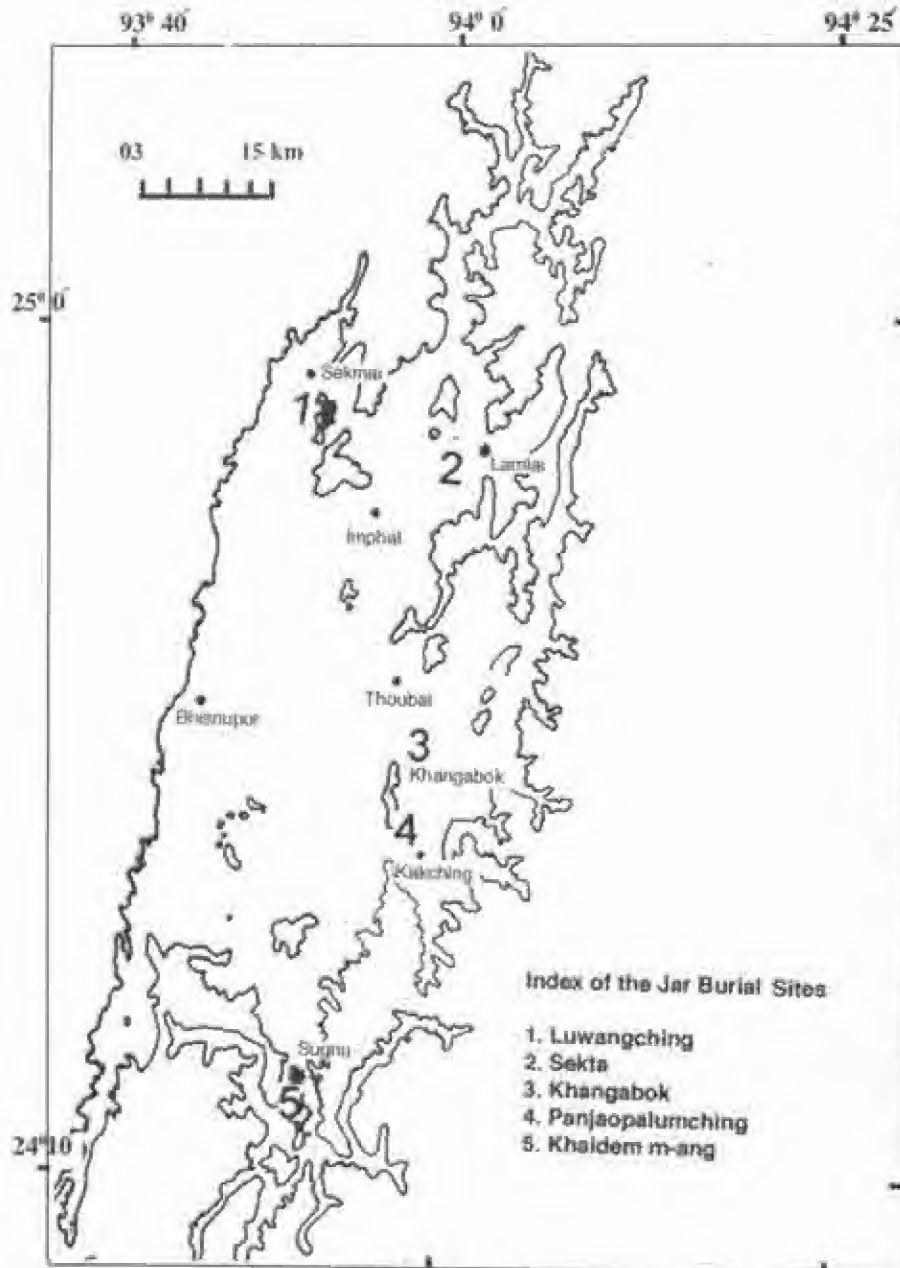 93° 40' 94° 0' 94° 25'
03 15 km
25° 0'
Sekmai
1
2
Lamlai
Imphal
Thoubal
Bhisnupur
3
Khangabok
4
Kakching
Index of the Jar Burial Sites
1. Luwangching
Sugnu
2. Sekta
3. Khangabok
5
4. Panjaopalumching
24° 10'
5. Khaidem m-ang